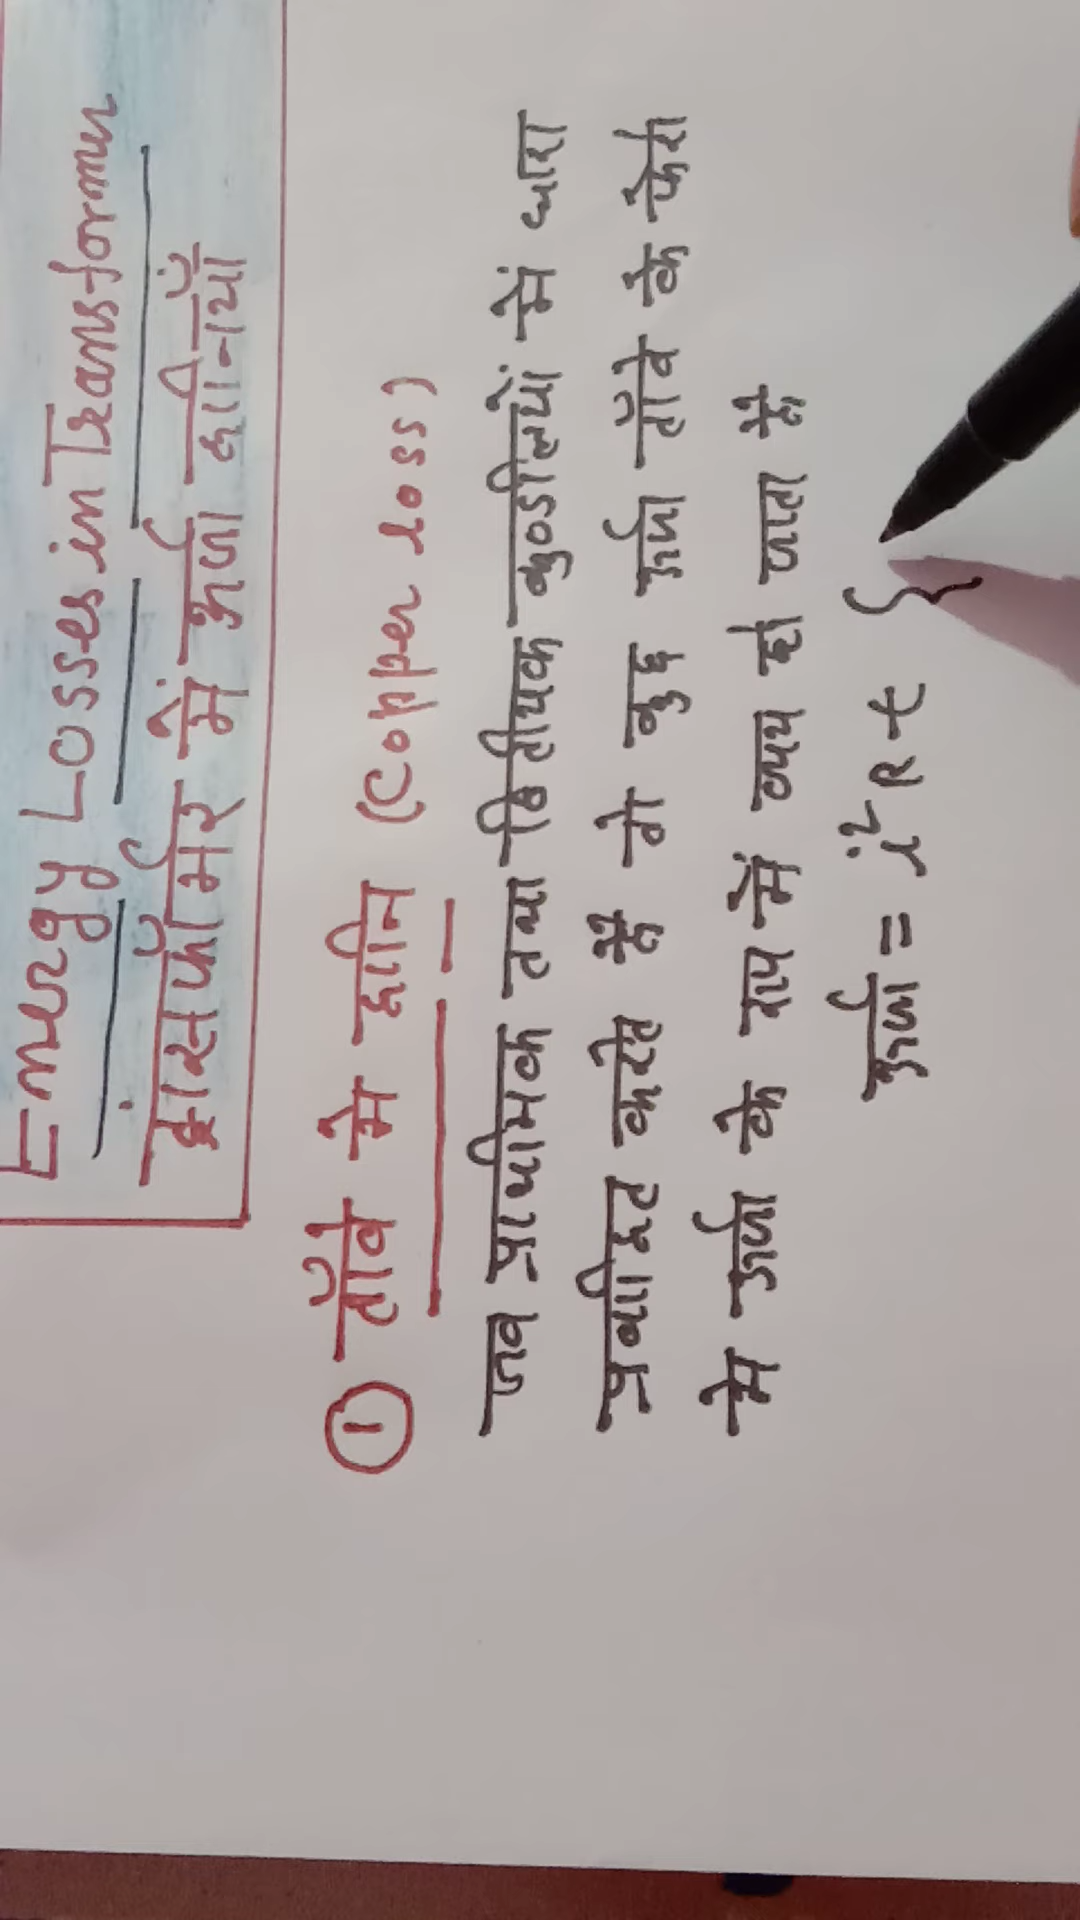 Energy Losses in Transformer
ट्रांसफॉर्मर में ऊर्जा हानियाँ
① ताँबे मे हानि (Copper loss)
जब प्राथमिक तथा द्वितीयक कुण्डलियों में धारा
प्रवाहित करते हैं तो कुछ ऊर्जा ताँबे के फेरों
मे ऊर्जा के रूप में व्यय हो जाता है
ऊर्जा = i²Rt }